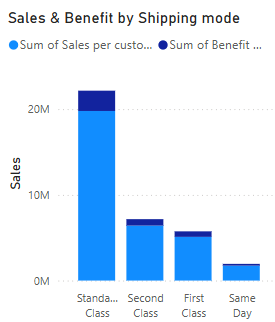 Sales & Benefit by Shipping mode
Sum of Sales per custo... Sum of Benefit ...
Sales
20M
10M
0M
Standa... Second First Same
Class Class Class Day